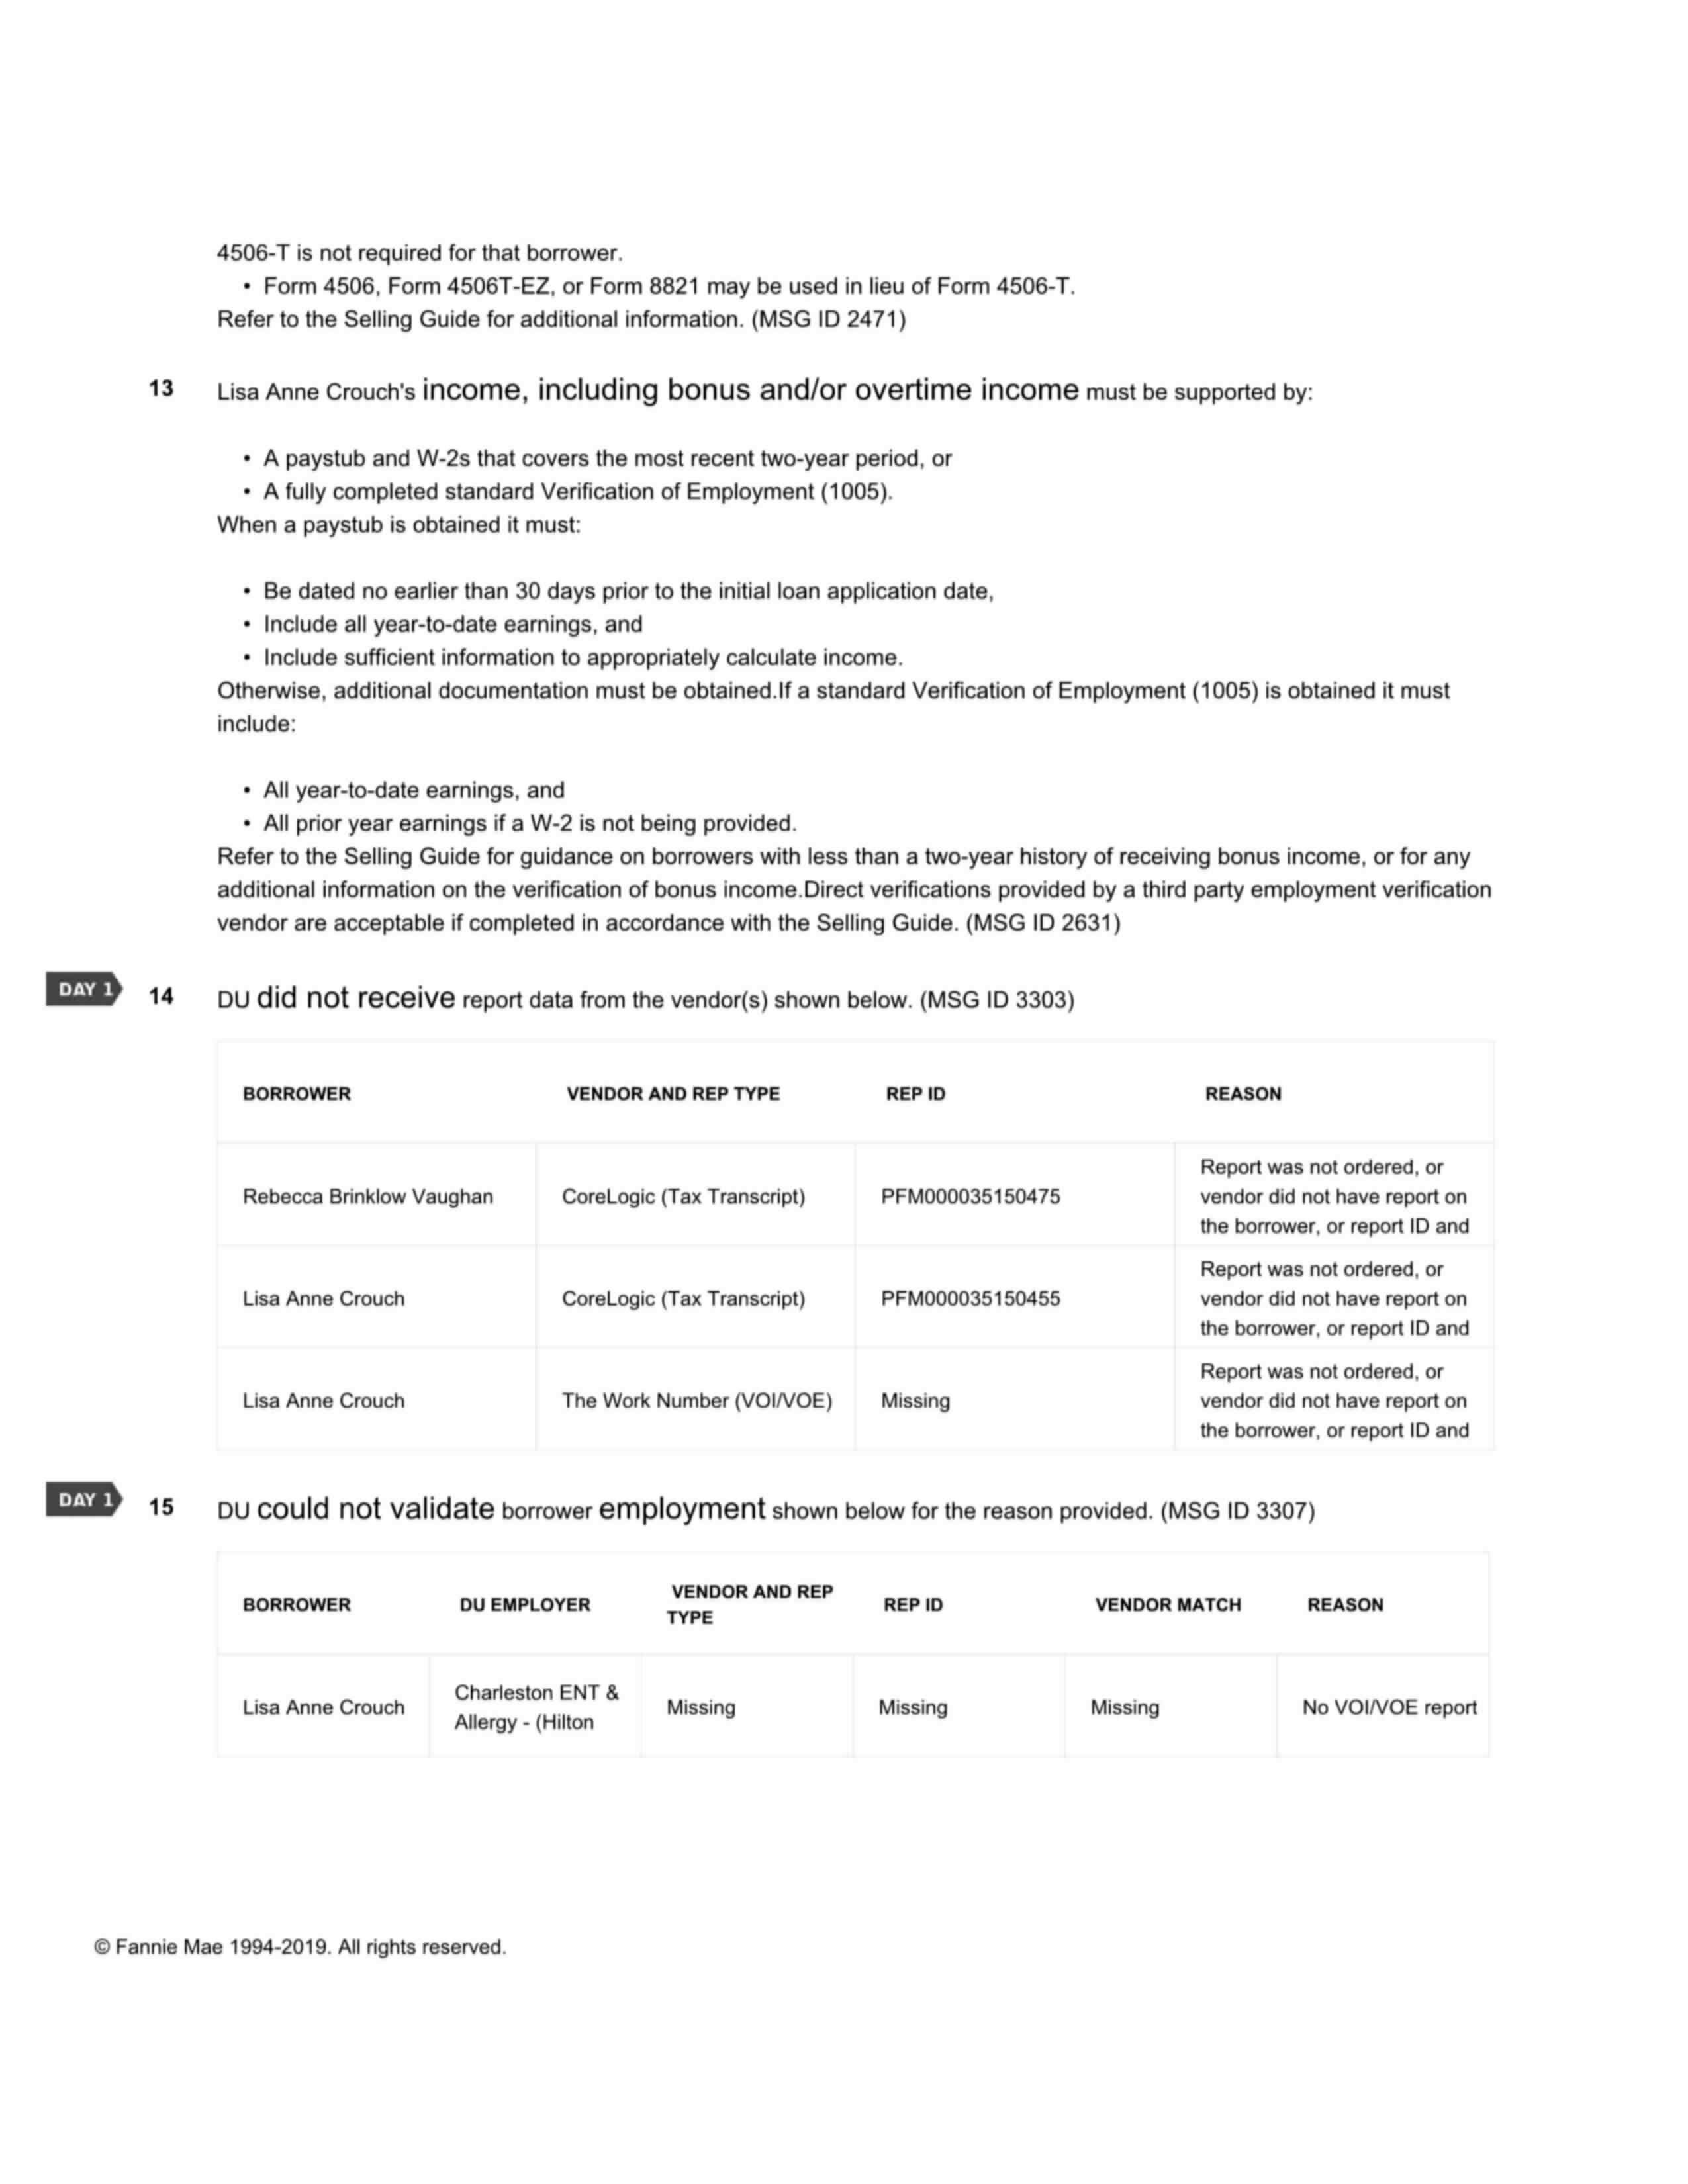 4506-T is not required for that borrower.
• Form 4506, Form 4506T-EZ, or Form 8821 may be used in lieu of Form 4506-T.
Refer to the Selling Guide for additional information. (MSG ID 2471)
13 Lisa Anne Crouch's income, including bonus and/or overtime income must be supported by:
• A paystub and W-2s that covers the most recent two-year period, or
• A fully completed standard Verification of Employment (1005).
When a paystub is obtained it must:
• Be dated no earlier than 30 days prior to the initial loan application date,
• Include all year-to-date earnings, and
• Include sufficient information to appropriately calculate income.
Otherwise, additional documentation must be obtained.If a standard Verification of Employment (1005) is obtained it must
include:
• All year-to-date earnings, and
• All prior year earnings if a W-2 is not being provided.
Refer to the Selling Guide for guidance on borrowers with less than a two-year history of receiving bonus income, or for any
additional information on the verification of bonus income.Direct verifications provided by a third party employment verification
vendor are acceptable if completed in accordance with the Selling Guide. (MSG ID 2631)
DAY 1 14 DU did not receive report data from the vendor(s) shown below. (MSG ID 3303)
BORROWER VENDOR AND REP TYPE REP ID REASON
Rebecca Brinklow Vaughan CoreLogic (Tax Transcript) PFM000035150475 Report was not ordered, or
vendor did not have report on
the borrower, or report ID and
Lisa Anne Crouch CoreLogic (Tax Transcript) PFM000035150455 Report was not ordered, or
vendor did not have report on
the borrower, or report ID and
Lisa Anne Crouch The Work Number (VOI/VOE) Missing Report was not ordered, or
vendor did not have report on
the borrower, or report ID and
DAY 1 15 DU could not validate borrower employment shown below for the reason provided. (MSG ID 3307)
BORROWER DU EMPLOYER VENDOR AND REP
TYPE REP ID VENDOR MATCH REASON
Lisa Anne Crouch Charleston ENT &
Allergy - (Hilton Missing Missing Missing No VOI/VOE report
© Fannie Mae 1994-2019. All rights reserved.